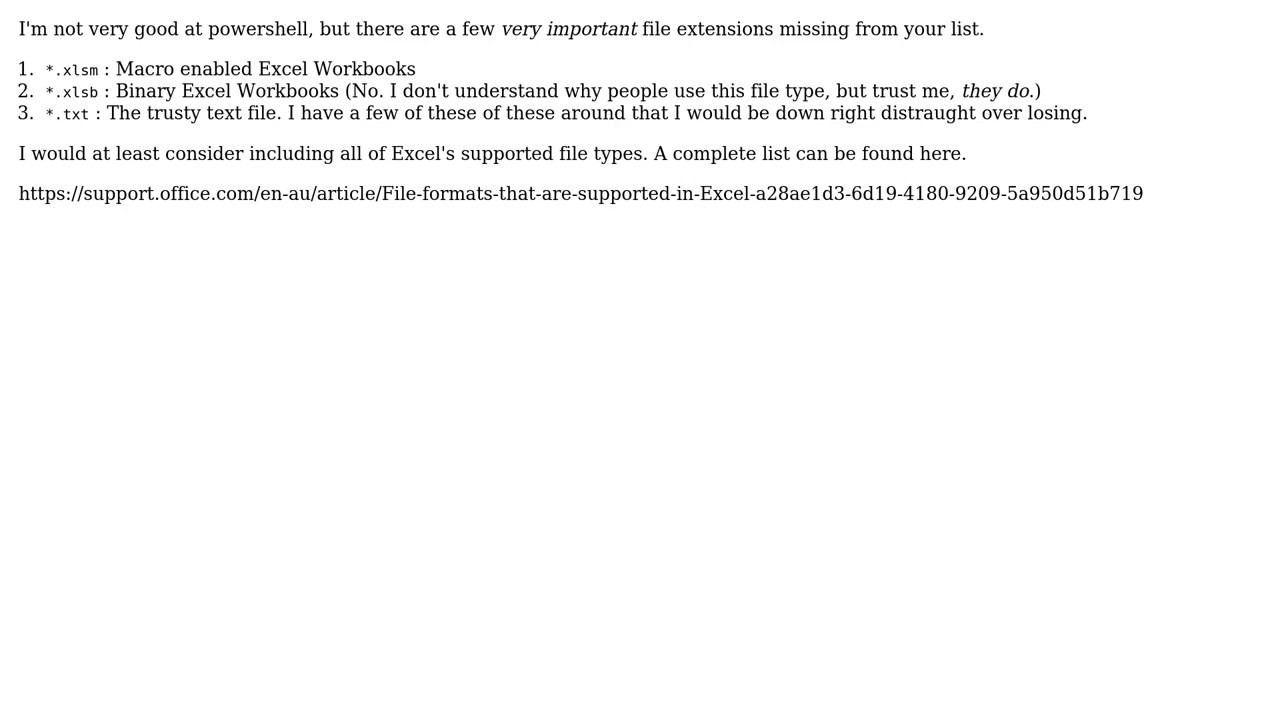 I'm not very good at powershell, but there are a few very important file extensions missing from your list.
1. *.xlsm : Macro enabled Excel Workbooks
2. *.xlsb : Binary Excel Workbooks (No. I don't understand why people use this file type, but trust me, they do.)
3. *.txt : The trusty text file. I have a few of these of these around that I would be down right distraught over losing.
I would at least consider including all of Excel's supported file types. A complete list can be found here.
https://support.office.com/en-au/article/File-formats-that-are-supported-in-Excel-a28ae1d3-6d19-4180-9209-5a950d51b719